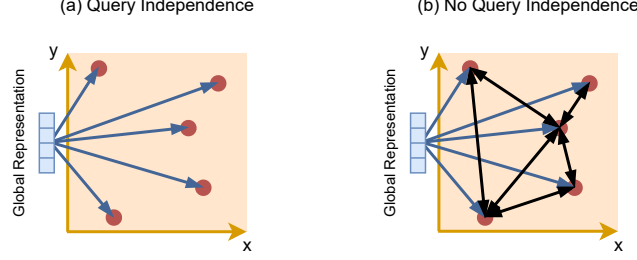 (a) Query Independence
(b) No Query Independence
y
Global Representation
x
y
Global Representation
x